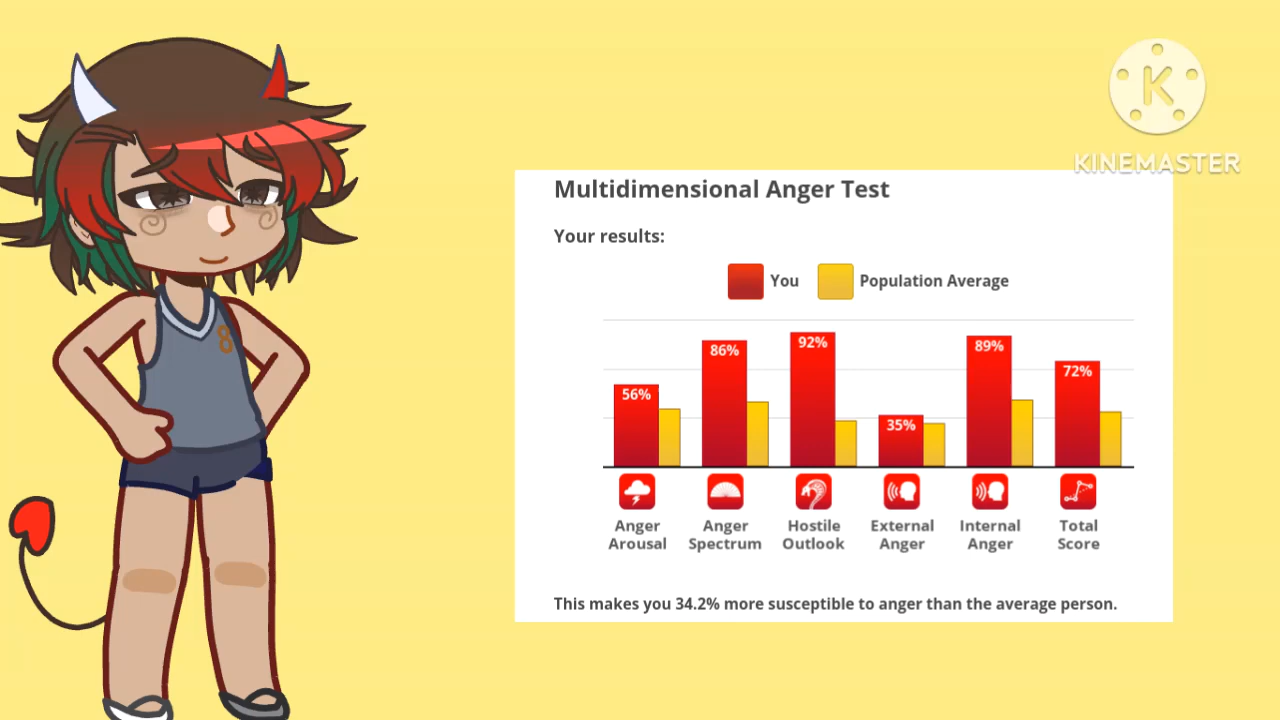 K
KINEMASTER
Multidimensional Anger Test
Your results:
You Population Average
56% 86% 92% 35% 89% 72%
Anger Anger Hostile External Internal Total
Arousal Spectrum Outlook Anger Anger Score
This makes you 34.2% more susceptible to anger than the average person.
8